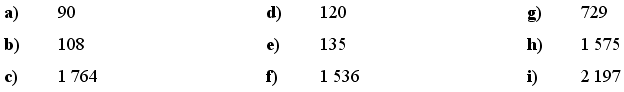 a) 90 d) 120 g) 729
b) 108 e) 135 h) 1 575
c) 1 764 f) 1 536 i) 2 197